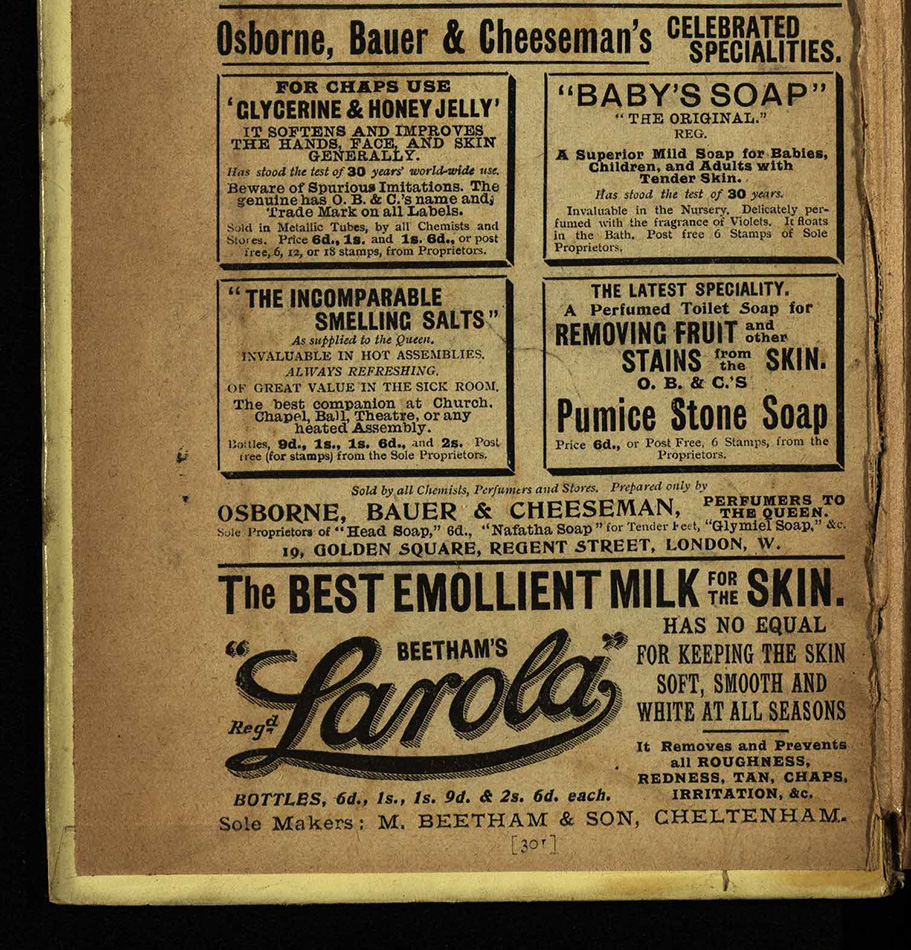 Osborne, Bauer & Cheeseman's CELEBRATED
SPECIALITIES.
FOR CHAPS USE
'GLYCERINE & HONEY JELLY'
IT SOFTENS AND IMPROVES
THE HANDS, FACE, AND SKIN
GENERALLY.
Has stood the test of 30 years' world-wide use.
Beware of Spurious Imitations. The
genuine has O. B. & C.'s name and
Trade Mark on all Labels.
Sold in Metallic Tubes, by all Chemists and
Stores. Price 6d., 1s. and 1s. 6d., or post
free, 6, 12, or 18 stamps, from Proprietors.
"BABY'S SOAP"
"THE ORIGINAL."
REG.
A Superior Mild Soap for Babies,
Children, and Adults with
Tender Skin.
Has stood the test of 30 years.
Invaluable in the Nursery. Delicately per-
fumed with the fragrance of Violets. It floats
in the Bath. Post free 6 Stamps of Sole
Proprietors.
"THE INCOMPARABLE
SMELLING SALTS"
As supplied to the Queen.
INVALUABLE IN HOT ASSEMBLIES.
ALWAYS REFRESHING.
OF GREAT VALUE IN THE SICK ROOM.
The best companion at Church,
Chapel, Ball, Theatre, or any
heated Assembly.
Bottles, 9d., 1s., 1s. 6d., and 2s. Post
free (for stamps) from the Sole Proprietors.
THE LATEST SPECIALITY.
A Perfumed Toilet Soap for
REMOVING FRUIT and other
STAINS from the SKIN.
O. B. & C.'S
Pumice Stone Soap
Price 6d., or Post Free, 6 Stamps, from the
Proprietors.
Sold by all Chemists, Perfumers and Stores. Prepared only by
OSBORNE, BAUER & CHEESEMAN, PERFUMERS TO
THE QUEEN.
Sole Proprietors of "Head Soap," 6d., "Nafatha Soap" for Tender Feet, "Glymiel Soap," &c.
19, GOLDEN SQUARE, REGENT STREET, LONDON, W.
The BEST EMOLLIENT MILK FOR THE SKIN.
BEETHAM'S
"Larola"
Regd.
HAS NO EQUAL
FOR KEEPING THE SKIN
SOFT, SMOOTH AND
WHITE AT ALL SEASONS
It Removes and Prevents
all ROUGHNESS,
REDNESS, TAN, CHAPS,
IRRITATION, &c.
BOTTLES, 6d., 1s., 1s. 9d. & 2s. 6d. each.
Sole Makers: M. BEETHAM & SON, CHELTENHAM.